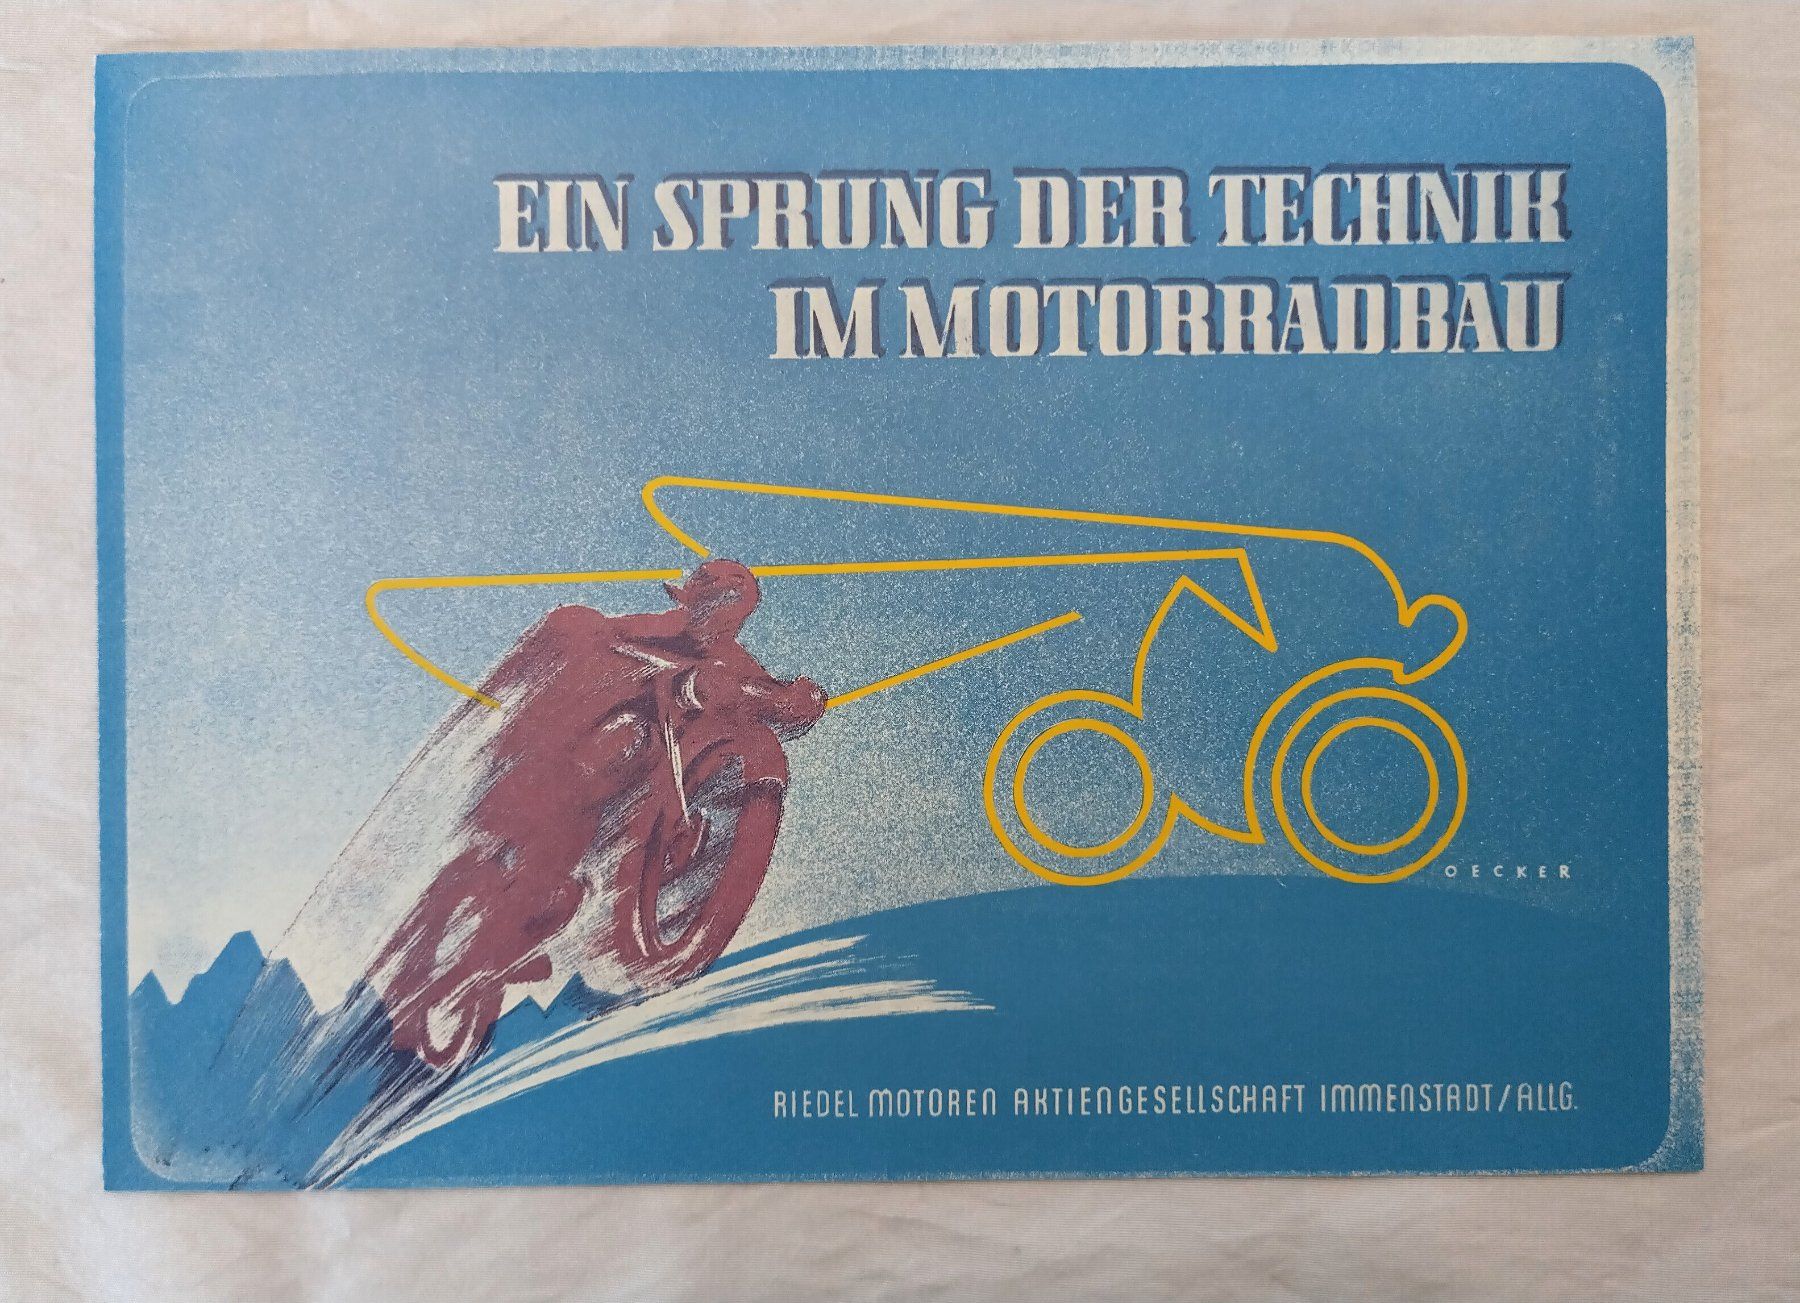 EIN SPRUNG DER TECHNIK
IM MOTORRADBAU
OECKER
RIEDEL MOTOREN AKTIENGESELLSCHAFT IMMENSTADT/ALLG.